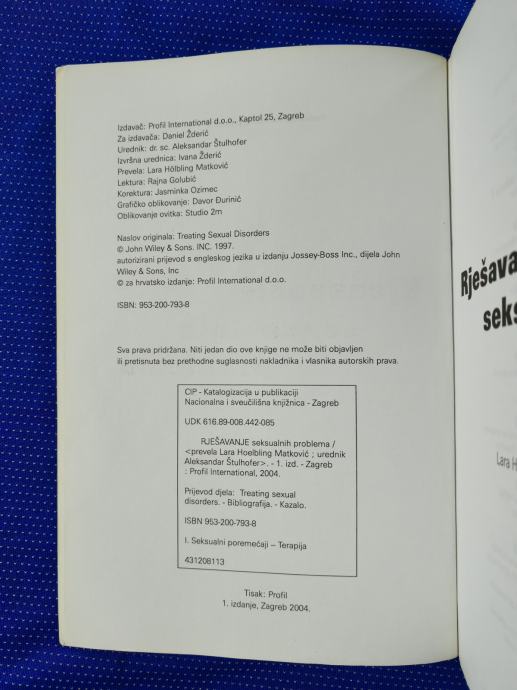 Izdavač: Profil International d.o.o., Kaptol 25, Zagreb
Za izdavača: Daniel Žderić
Urednik: dr. sc. Aleksandar Štulhofer
Izvršna urednica: Ivana Žderić
Prevela: Lara Hölbling Matković
Lektura: Rajna Golubić
Korektura: Jasminka Ozimec
Grafičko oblikovanje: Davor Đurinić
Oblikovanje ovitka: Studio 2m
Naslov originala: Treating Sexual Disorders
© John Wiley & Sons. INC. 1997.
autorizirani prijevod s engleskog jezika u izdanju Jossey-Boss Inc., dijela John
Wiley & Sons, Inc
© za hrvatsko izdanje: Profil International d.o.o.
ISBN: 953-200-793-8
Sva prava pridržana. Niti jedan dio ove knjige ne može biti objavljen
ili pretisnuta bez prethodne suglasnosti nakladnika i vlasnika autorskih prava.
CIP - Katalogizacija u publikaciji
Nacionalna i sveučilišna knjižnica - Zagreb
UDK 616.89-008.442-085
RJEŠAVANJE seksualnih problema /
<prevela Lara Hoelbling Matković ; urednik
Aleksandar Štulhofer>. - 1. izd. - Zagreb
: Profil International, 2004.
Prijevod djela: Treating sexual
disorders. - Bibliografija. - Kazalo.
ISBN 953-200-793-8
I. Seksualni poremećaji – Terapija
431208113
Tisak: Profil
1. izdanje, Zagreb 2004.
Rješava
seks
Lara H